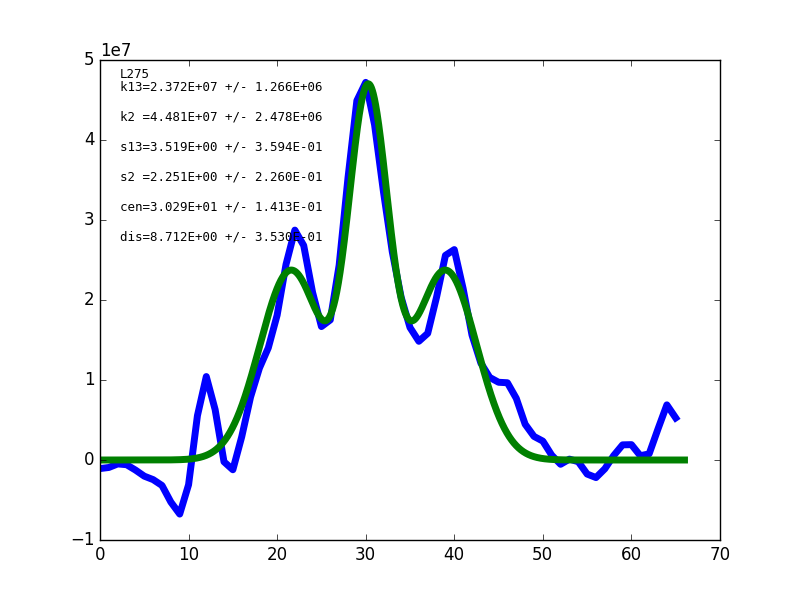 1e7
L275
k13=2.372E+07 +/- 1.266E+06
k2 =4.481E+07 +/- 2.478E+06
s13=3.519E+00 +/- 3.594E-01
s2 =2.251E+00 +/- 2.260E-01
cen=3.029E+01 +/- 1.413E-01
dis=8.712E+00 +/- 3.530E-01
5
4
3
2
1
0
−1
0 10 20 30 40 50 60 70